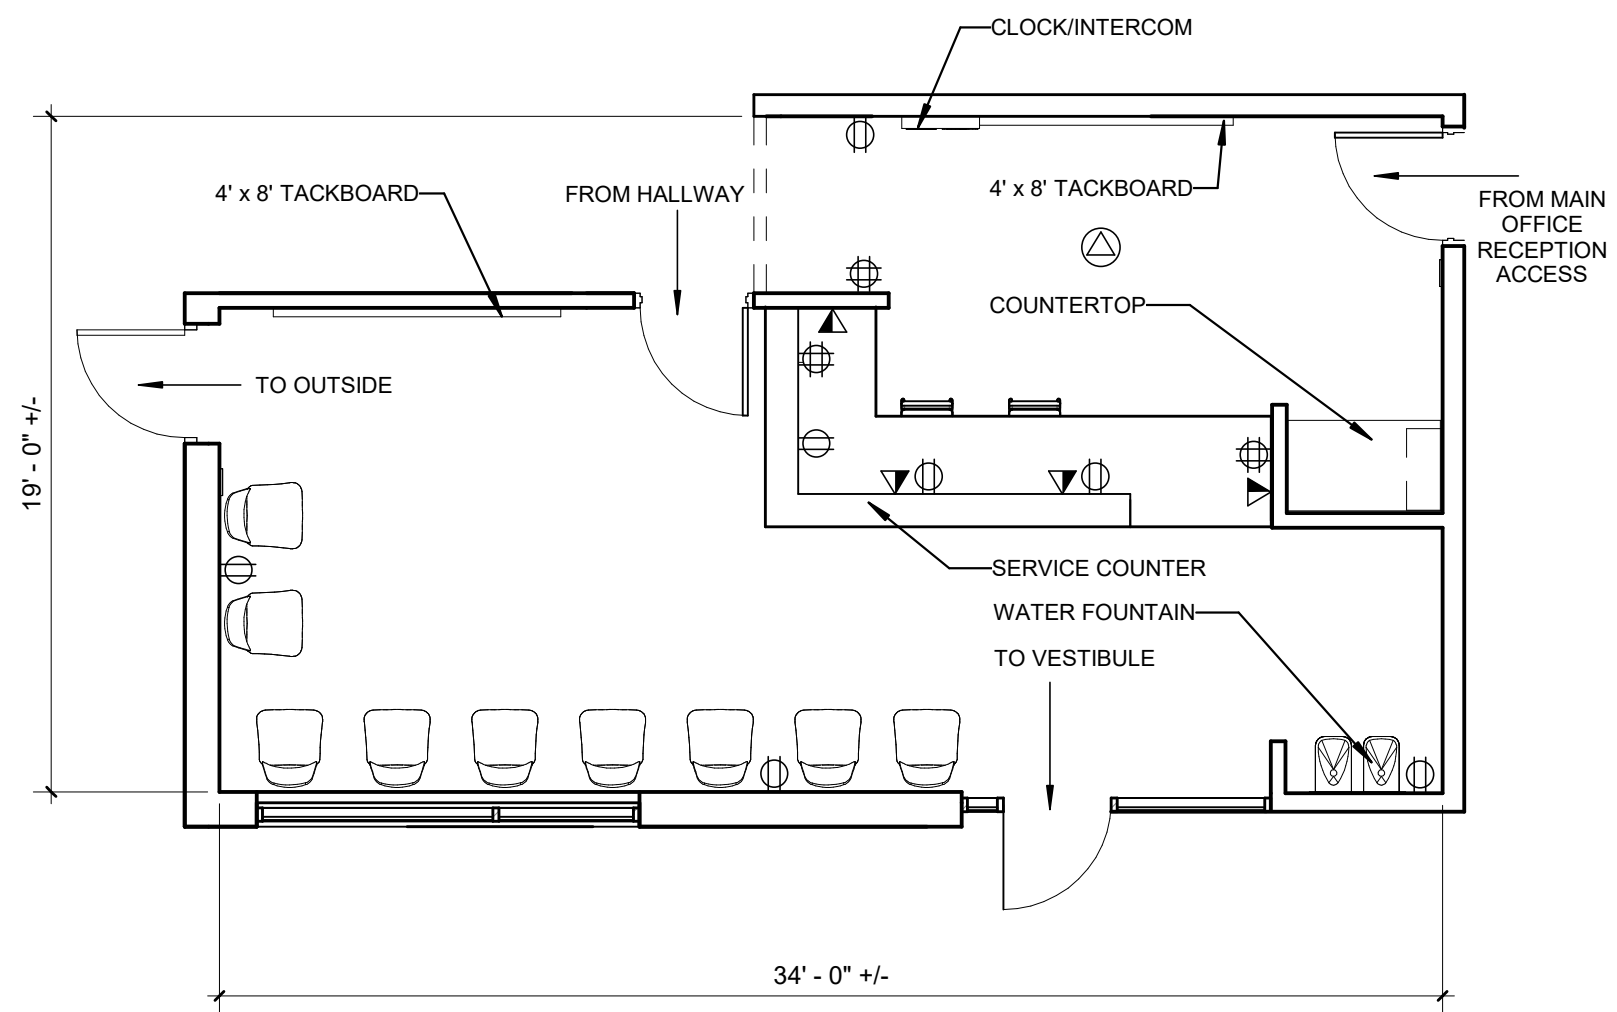 CLOCK/INTERCOM
4' x 8' TACKBOARD
FROM HALLWAY
4' x 8' TACKBOARD
FROM MAIN
OFFICE
RECEPTION
ACCESS
COUNTERTOP
TO OUTSIDE
19' - 0" +/-
SERVICE COUNTER
WATER FOUNTAIN
TO VESTIBULE
34' - 0" +/-